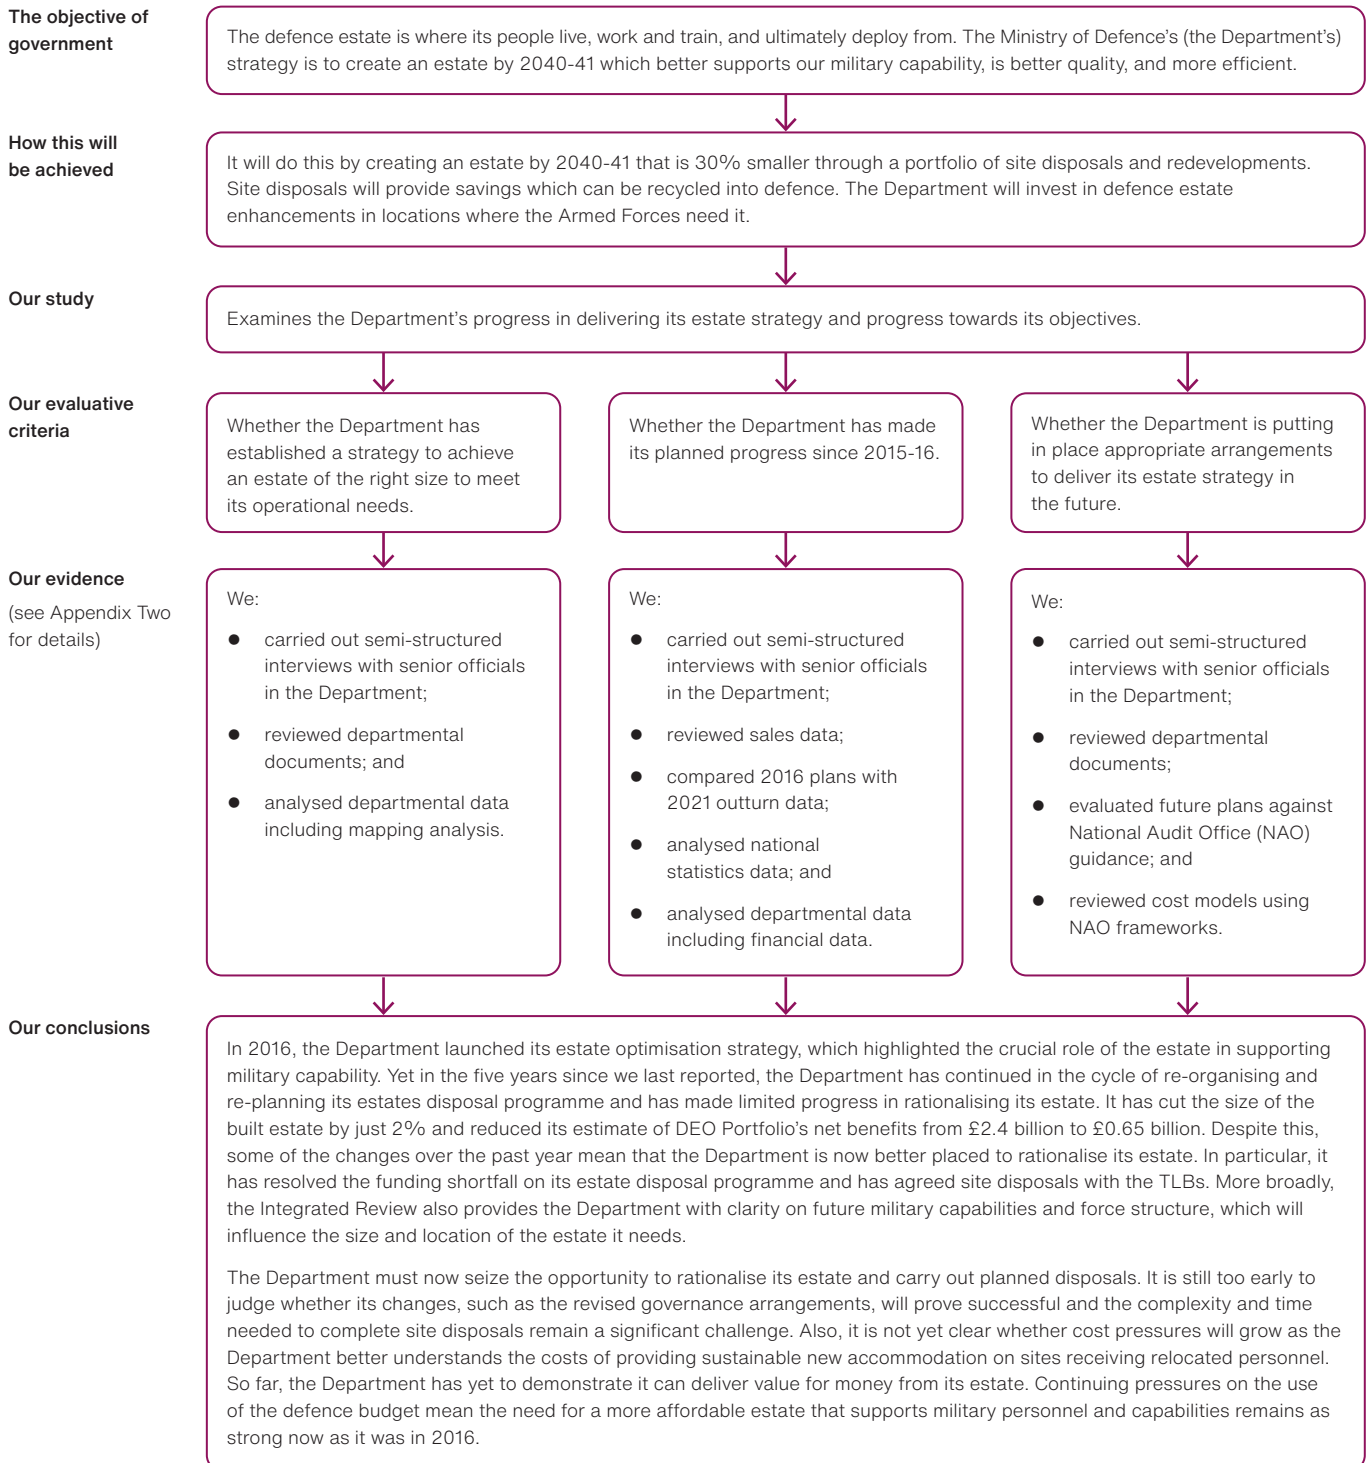 The objective of
government
The defence estate is where its people live, work and train, and ultimately deploy from. The Ministry of Defence’s (the Department’s)
strategy is to create an estate by 2040-41 which better supports our military capability, is better quality, and more efficient.
How this will
be achieved
It will do this by creating an estate by 2040-41 that is 30% smaller through a portfolio of site disposals and redevelopments.
Site disposals will provide savings which can be recycled into defence. The Department will invest in defence estate
enhancements in locations where the Armed Forces need it.
Our study
Examines the Department’s progress in delivering its estate strategy and progress towards its objectives.
Our evaluative
criteria
Whether the Department has
established a strategy to achieve
an estate of the right size to meet
its operational needs.
Whether the Department has made
its planned progress since 2015-16.
Whether the Department is putting
in place appropriate arrangements
to deliver its estate strategy in
the future.
Our evidence
(see Appendix Two
for details)
We:
● carried out semi-structured
interviews with senior officials
in the Department;
● reviewed departmental
documents; and
● analysed departmental data
including mapping analysis.
We:
● carried out semi-structured
interviews with senior officials
in the Department;
● reviewed sales data;
● compared 2016 plans with
2021 outturn data;
● analysed national
statistics data; and
● analysed departmental data
including financial data.
We:
● carried out semi-structured
interviews with senior officials
in the Department;
● reviewed departmental
documents;
● evaluated future plans against
National Audit Office (NAO)
guidance; and
● reviewed cost models using
NAO frameworks.
Our conclusions
In 2016, the Department launched its estate optimisation strategy, which highlighted the crucial role of the estate in supporting
military capability. Yet in the five years since we last reported, the Department has continued in the cycle of re-organising and
re-planning its estates disposal programme and has made limited progress in rationalising its estate. It has cut the size of the
built estate by just 2% and reduced its estimate of DEO Portfolio’s net benefits from £2.4 billion to £0.65 billion. Despite this,
some of the changes over the past year mean that the Department is now better placed to rationalise its estate. In particular, it
has resolved the funding shortfall on its estate disposal programme and has agreed site disposals with the TLBs. More broadly,
the Integrated Review also provides the Department with clarity on future military capabilities and force structure, which will
influence the size and location of the estate it needs.
The Department must now seize the opportunity to rationalise its estate and carry out planned disposals. It is still too early to
judge whether its changes, such as the revised governance arrangements, will prove successful and the complexity and time
needed to complete site disposals remain a significant challenge. Also, it is not yet clear whether cost pressures will grow as the
Department better understands the costs of providing sustainable new accommodation on sites receiving relocated personnel.
So far, the Department has yet to demonstrate it can deliver value for money from its estate. Continuing pressures on the use
of the defence budget mean the need for a more affordable estate that supports military personnel and capabilities remains as
strong now as it was in 2016.